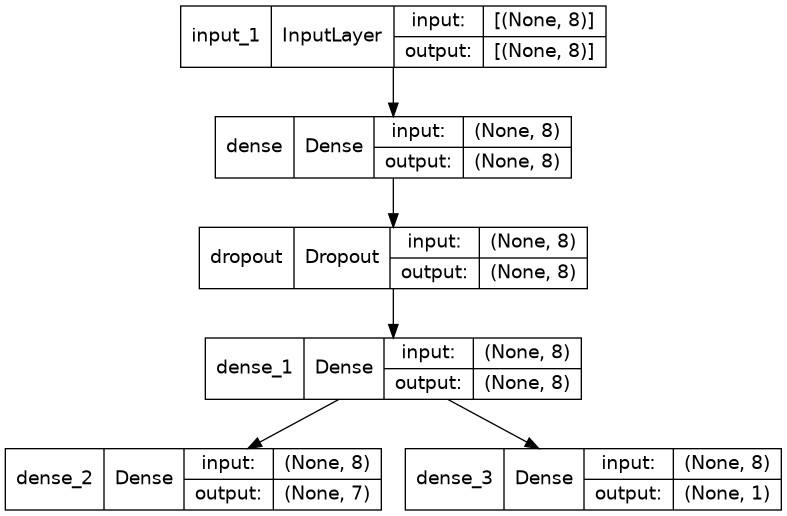 input_1 InputLayer input: [(None, 8)]
output: [(None, 8)]
dense Dense input: (None, 8)
output: (None, 8)
dropout Dropout input: (None, 8)
output: (None, 8)
dense_1 Dense input: (None, 8)
output: (None, 8)
dense_2 Dense input: (None, 8)
output: (None, 7)
dense_3 Dense input: (None, 8)
output: (None, 1)